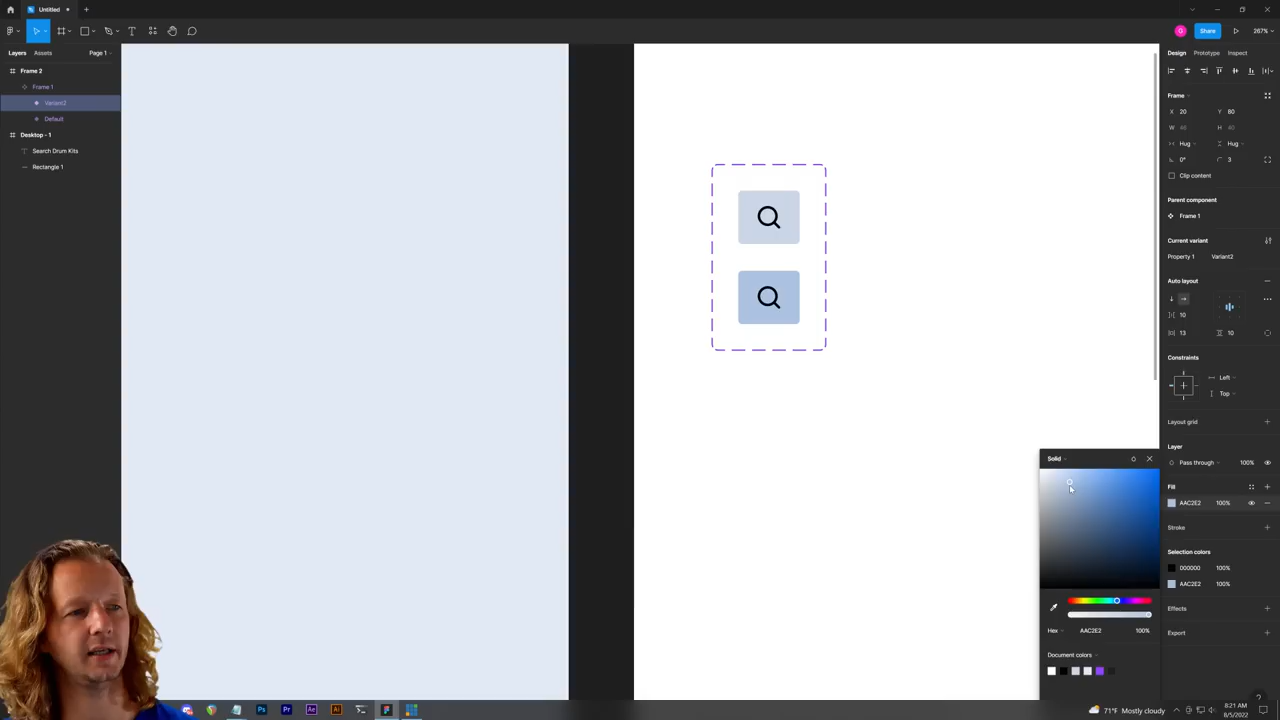 Untitled
Share
267%
Layers Assets Page 1
Design Prototype Inspect
Frame 2
Frame 1
Variant2
Default
Desktop - 1
Search Drum Kits
Rectangle 1
Frame
X 20 Y 80
W 46 H 40
Hug Hug
0° 3
Clip content
Parent component
Frame 1
Current variant
Property 1 Variant2
Auto layout
10
13 10
Constraints
Left
Top
Layout grid
Layer
Pass through 100%
Fill
AAC2E2 100%
Stroke
Selection colors
000000 100%
AAC2E2 100%
Effects
Export
Solid
Hex AAC2E2 100%
Document colors
?
71°F Mostly cloudy
8:21 AM
8/5/2022